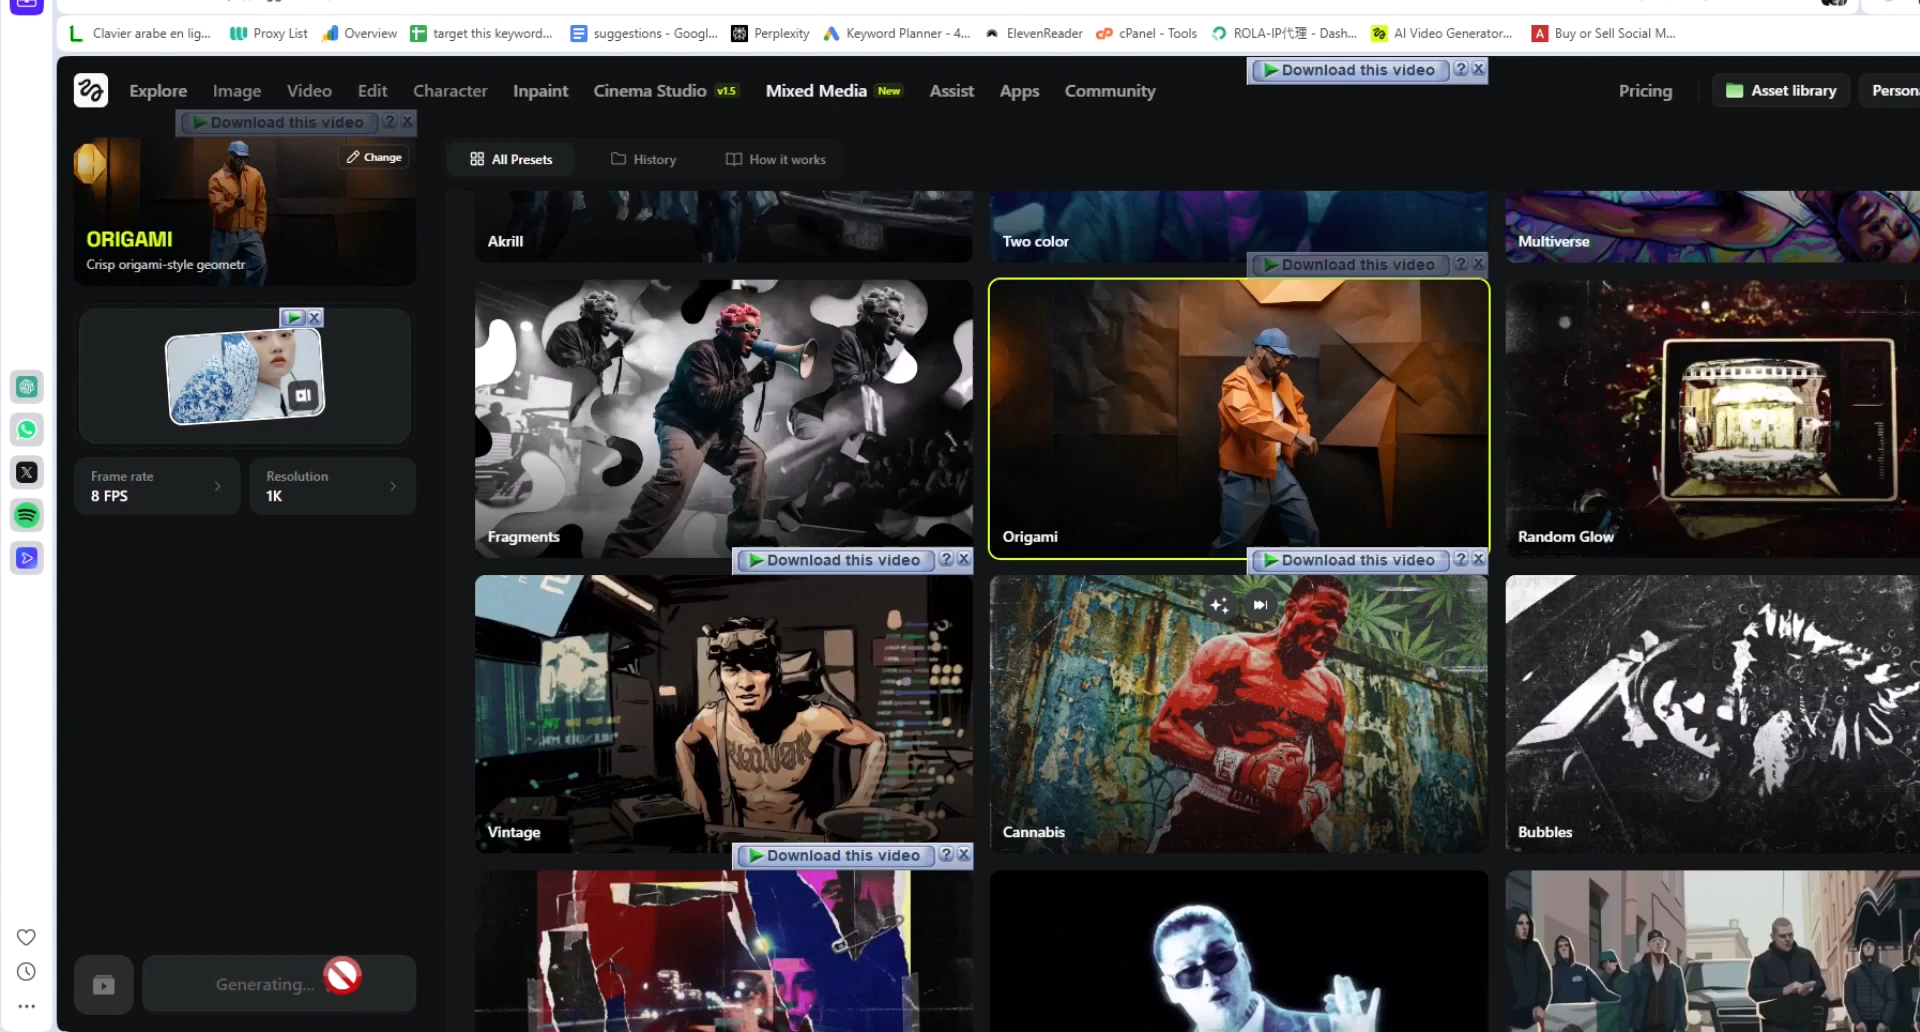 Clavier arabe en lig...
Proxy List
Overview
target this keyword...
suggestions - Googl...
Perplexity
Keyword Planner - 4...
ElevenReader
cPanel - Tools
ROLA-IP代理 - Dash...
AI Video Generator...
Buy or Sell Social M...
Download this video
Explore
Image
Video
Edit
Character
Inpaint
Cinema Studio v1.5
Mixed Media New
Assist
Apps
Community
Pricing
Asset library
Persona
Download this video
Change
ORIGAMI
Crisp origami-style geometr
Frame rate
8 FPS
Resolution
1K
Generating...
All Presets
History
How it works
Akrill
Two color
Multiverse
Download this video
Fragments
Origami
Random Glow
Download this video
Download this video
Vintage
Cannabis
Bubbles
Download this video